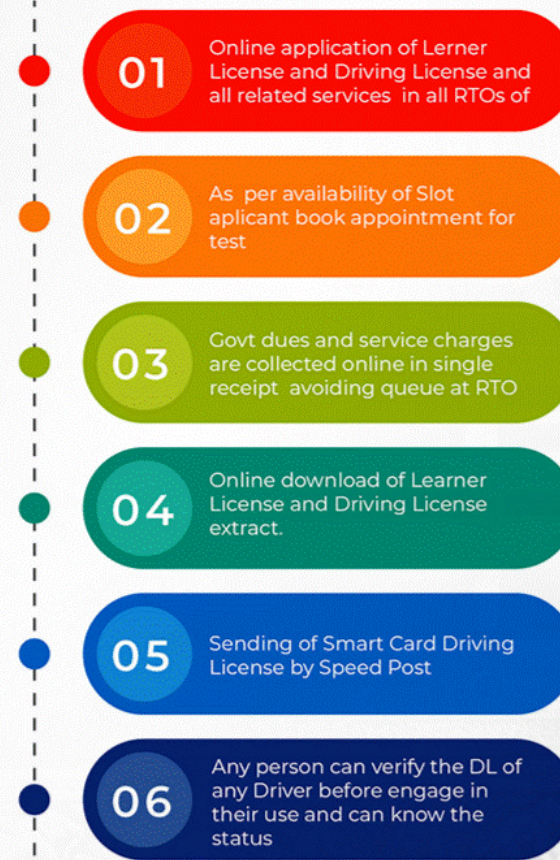 01
Online application of Lerner
License and Driving License and
all related services in all RTOs of
02
As per availability of Slot
aplicant book appointment for
test
03
Govt dues and service charges
are collected online in single
receipt avoiding queue at RTO
04
Online download of Learner
License and Driving License
extract.
05
Sending of Smart Card Driving
License by Speed Post
06
Any person can verify the DL of
any Driver before engage in
their use and can know the
status